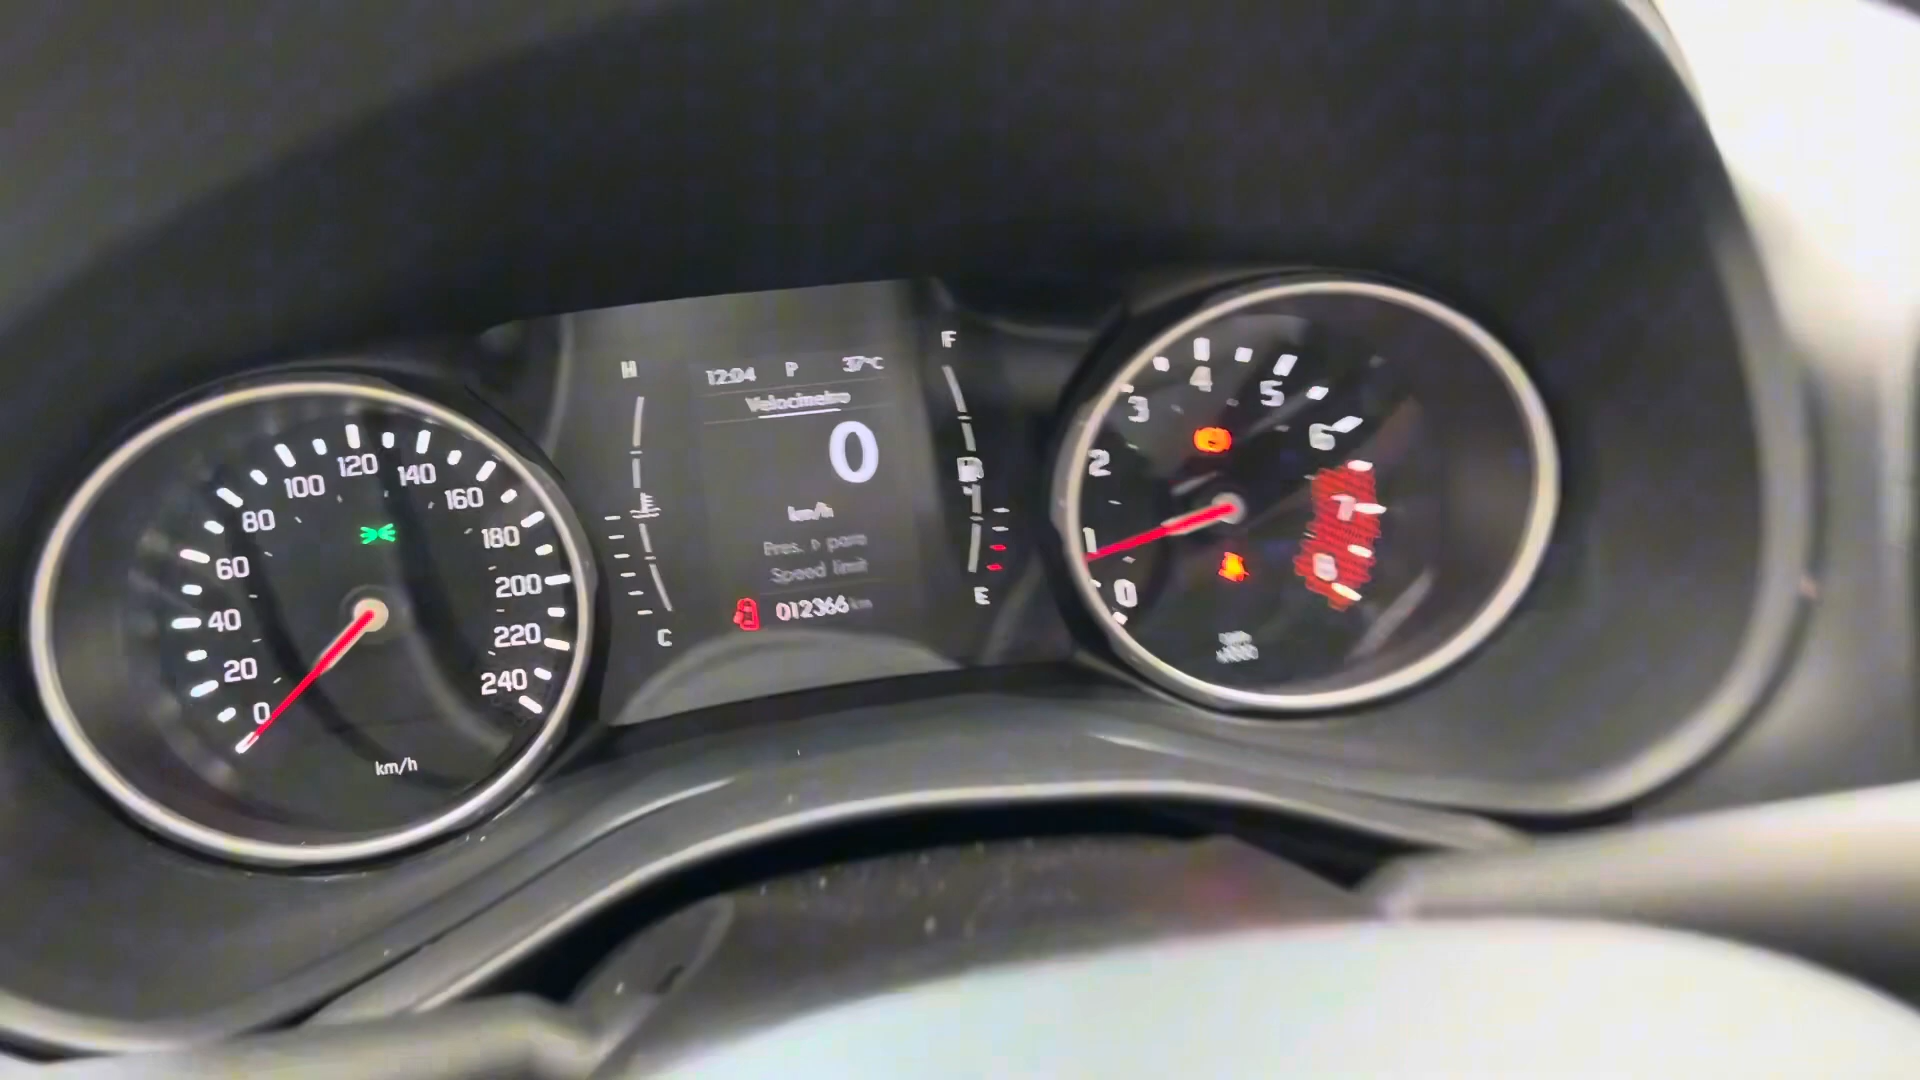 120
100
140
80
160
60
180
40
200
20
220
0
240
km/h
H
C
12:04 P 37°C
Velocímetro
0
km/h
Pres. para
Speed limit
012366 km
F
E
4
5
3
6
2
7
1
8
0